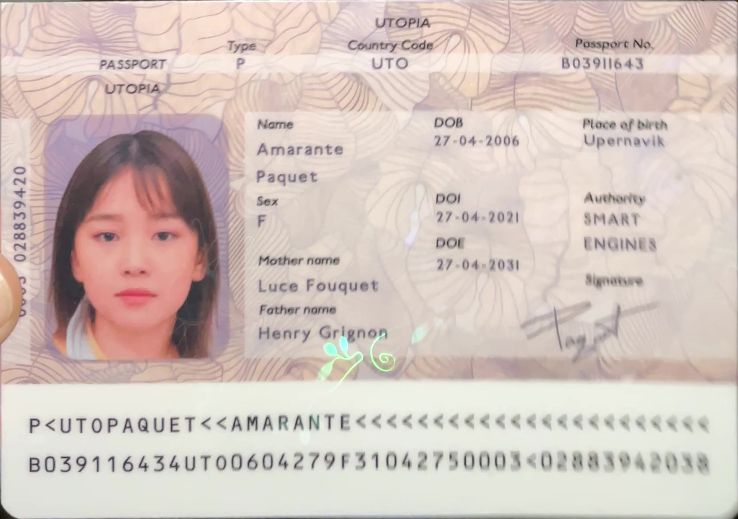 UTOPIA
Type Country Code Passport No.
PASSPORT P UTO B03911643
UTOPIA
Name DOB Place of birth
Amarante 27-04-2006 Upernavik
Paquet
Sex DOI Authority
F 27-04-2021 SMART
DOE ENGINES
Mother name 27-04-2031 Signature
Luce Fouquet
Father name
Henry Grignon
028839420
P<UTOPAQUET<<AMARANTE<<<<<<<<<<<<<<<<<<<<<<<
B039116434UTO0604279F31042750003<02883942038